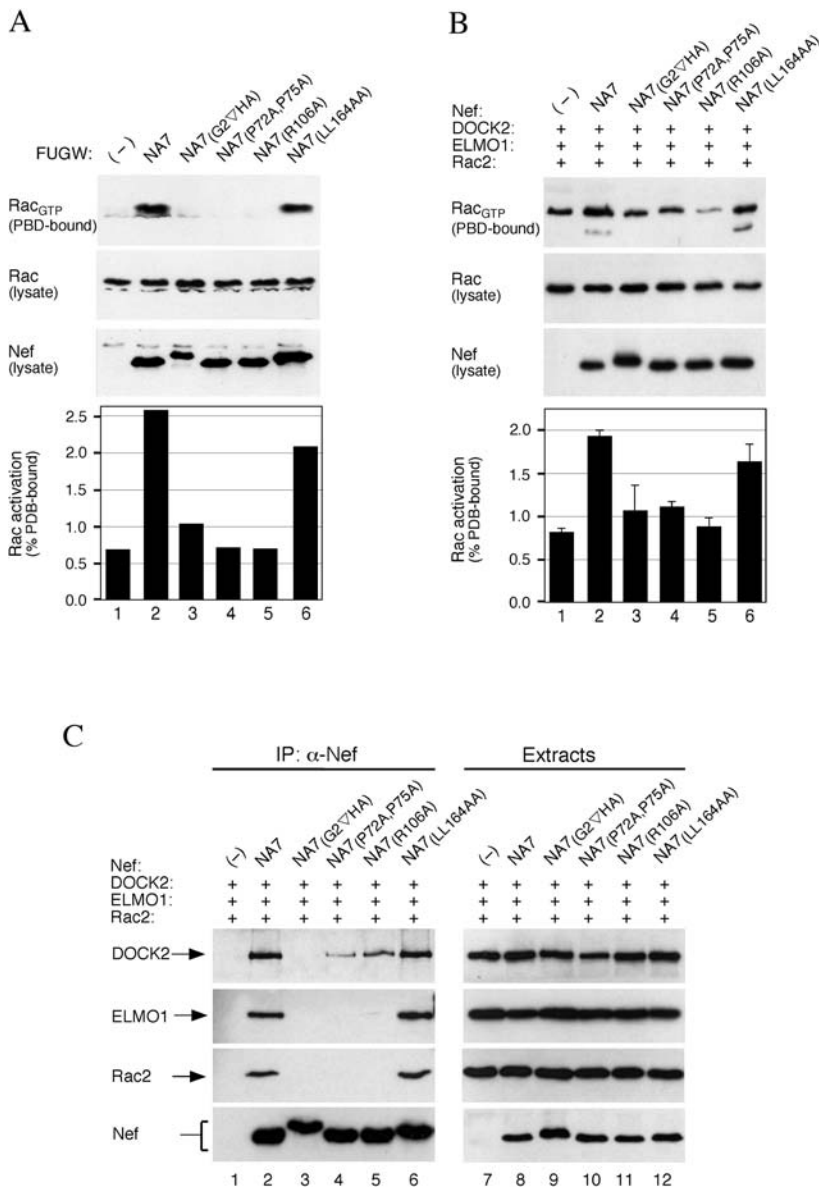 A
FUGW: (−) NA7 NA7(G2▽HA) NA7(P72A,P75A) NA7(R106A) NA7(LL164AA)
RacGTP
(PBD-bound)
Rac
(lysate)
Nef
(lysate)
Rac activation
(% PDB-bound)
2.5
2.0
1.5
1.0
0.5
0.0
1 2 3 4 5 6
B
Nef: (−) NA7 NA7(G2▽HA) NA7(P72A,P75A) NA7(R106A) NA7(LL164AA)
DOCK2: + + + + + +
ELMO1: + + + + + +
Rac2: + + + + + +
RacGTP
(PBD-bound)
Rac
(lysate)
Nef
(lysate)
Rac activation
(% PDB-bound)
2.0
1.5
1.0
0.5
0.0
1 2 3 4 5 6
C
IP: α-Nef Extracts
Nef: (−) NA7 NA7(G2▽HA) NA7(P72A,P75A) NA7(R106A) NA7(LL164AA) (−) NA7 NA7(G2▽HA) NA7(P72A,P75A) NA7(R106A) NA7(LL164AA)
DOCK2: + + + + + + + + + + + +
ELMO1: + + + + + + + + + + + +
Rac2: + + + + + + + + + + + +
DOCK2
ELMO1
Rac2
Nef
1 2 3 4 5 6 7 8 9 10 11 12